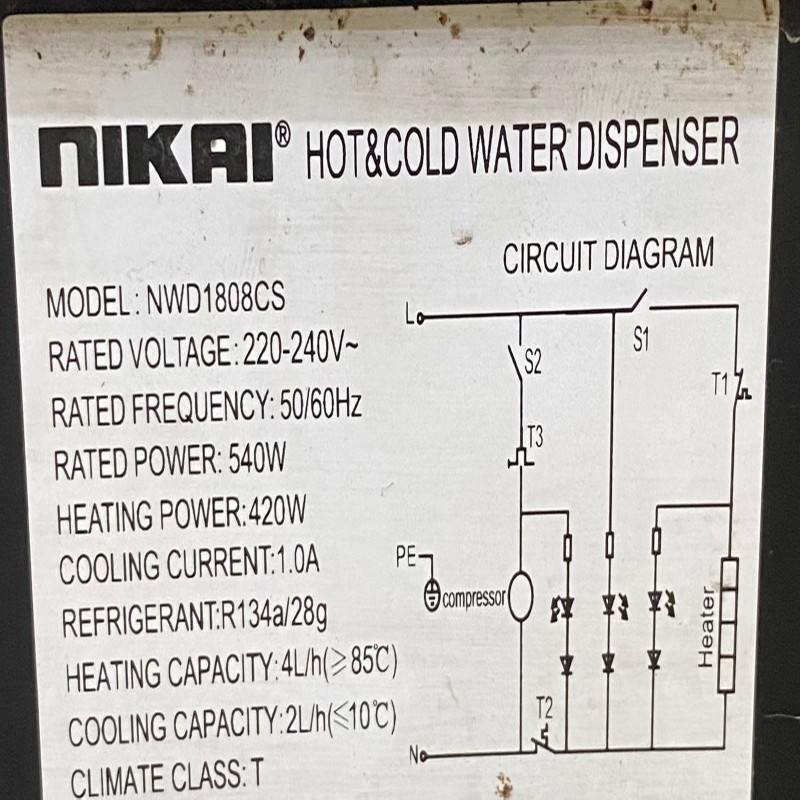 NIKAI® HOT&COLD WATER DISPENSER
CIRCUIT DIAGRAM
MODEL: NWD1808CS
RATED VOLTAGE: 220-240V~
RATED FREQUENCY: 50/60Hz
RATED POWER: 540W
HEATING POWER:420W
COOLING CURRENT:1.0A
REFRIGERANT:R134a/28g
HEATING CAPACITY:4L/h(≥85℃)
COOLING CAPACITY:2L/h(≤10℃)
CLIMATE CLASS:T
L
S1
S2
T1
T3
PE
compressor
Heater
T2
N